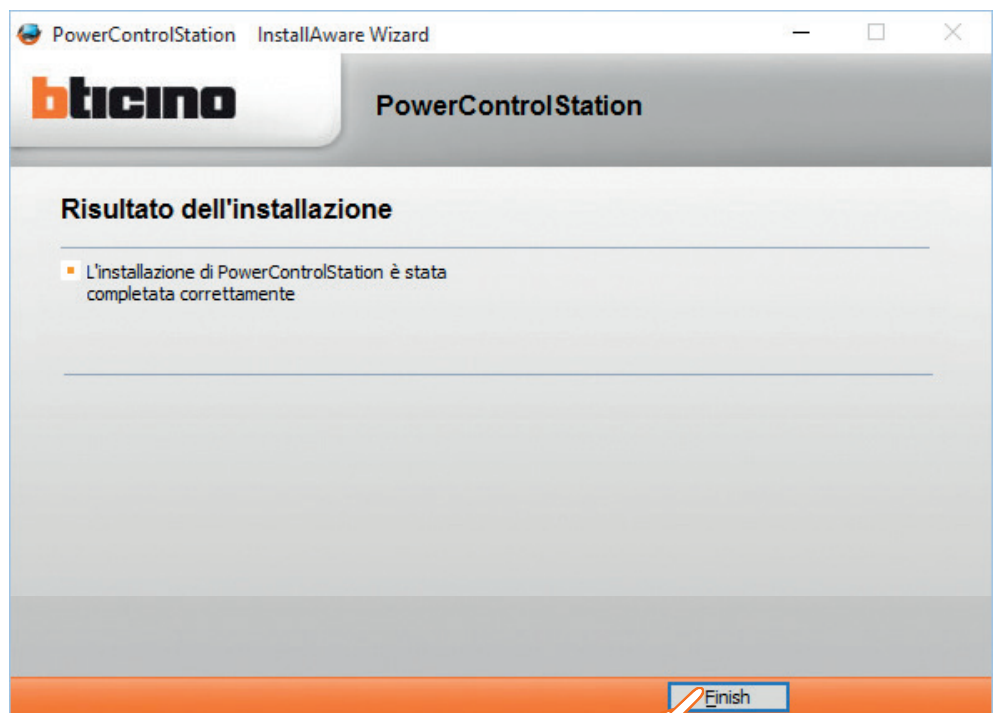 PowerControlStation InstallAware Wizard
bticino
PowerControlStation
Risultato dell'installazione
L'installazione di PowerControlStation è stata
completata correttamente
Finish